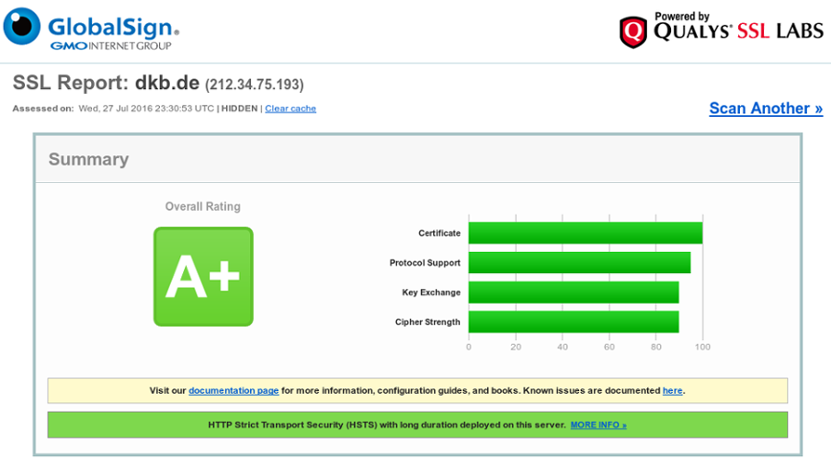 GlobalSign.
GMO INTERNET GROUP
Powered by
QUALYS® SSL LABS
SSL Report: dkb.de (212.34.75.193)
Assessed on: Wed, 27 Jul 2016 23:30:53 UTC | HIDDEN | Clear cache
Scan Another »
Summary
Overall Rating
A+
Certificate
Protocol Support
Key Exchange
Cipher Strength
0 20 40 60 80 100
Visit our documentation page for more information, configuration guides, and books. Known issues are documented here.
HTTP Strict Transport Security (HSTS) with long duration deployed on this server. MORE INFO »